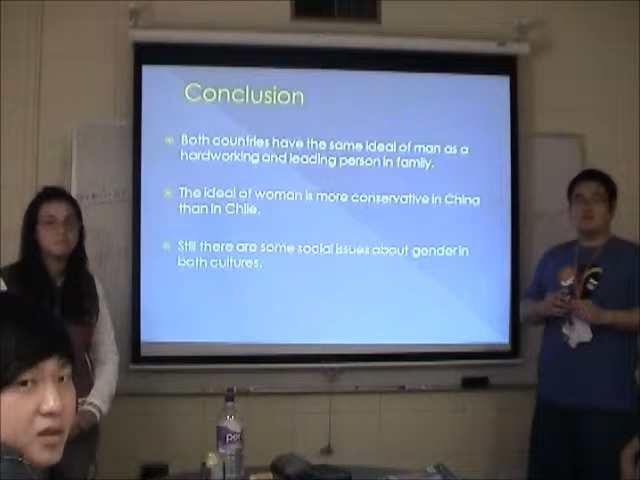 Conclusion
Both countries have the same ideal of man as a
hardworking and leading person in family.
The ideal of woman is more conservative in China
than in Chile.
Still there are some social issues about gender in
both cultures.